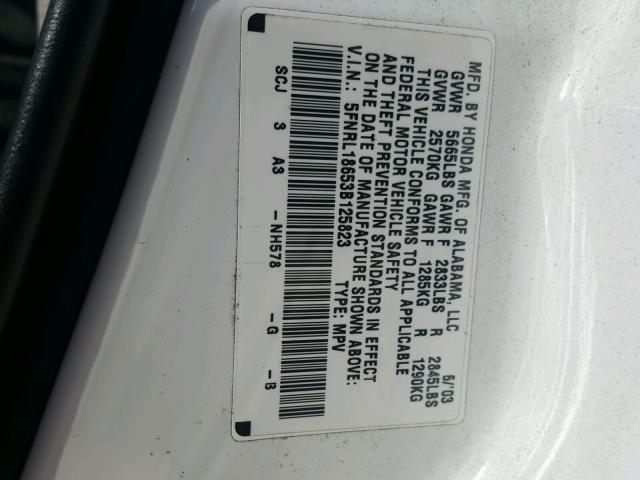 MFD. BY HONDA MFG. OF ALABAMA, LLC 6/'03
GVWR 5665LBS GAWR F 2833LBS R 2845LBS
GVWR 2570KG GAWR F 1285KG R 1290KG
THIS VEHICLE CONFORMS TO ALL APPLICABLE
FEDERAL MOTOR VEHICLE SAFETY
AND THEFT PREVENTION STANDARDS IN EFFECT
ON THE DATE OF MANUFACTURE SHOWN ABOVE:
V.I.N.: 5FNRL18653B125823 TYPE: MPV
SCJ 3 A3 -NH578 -G -B